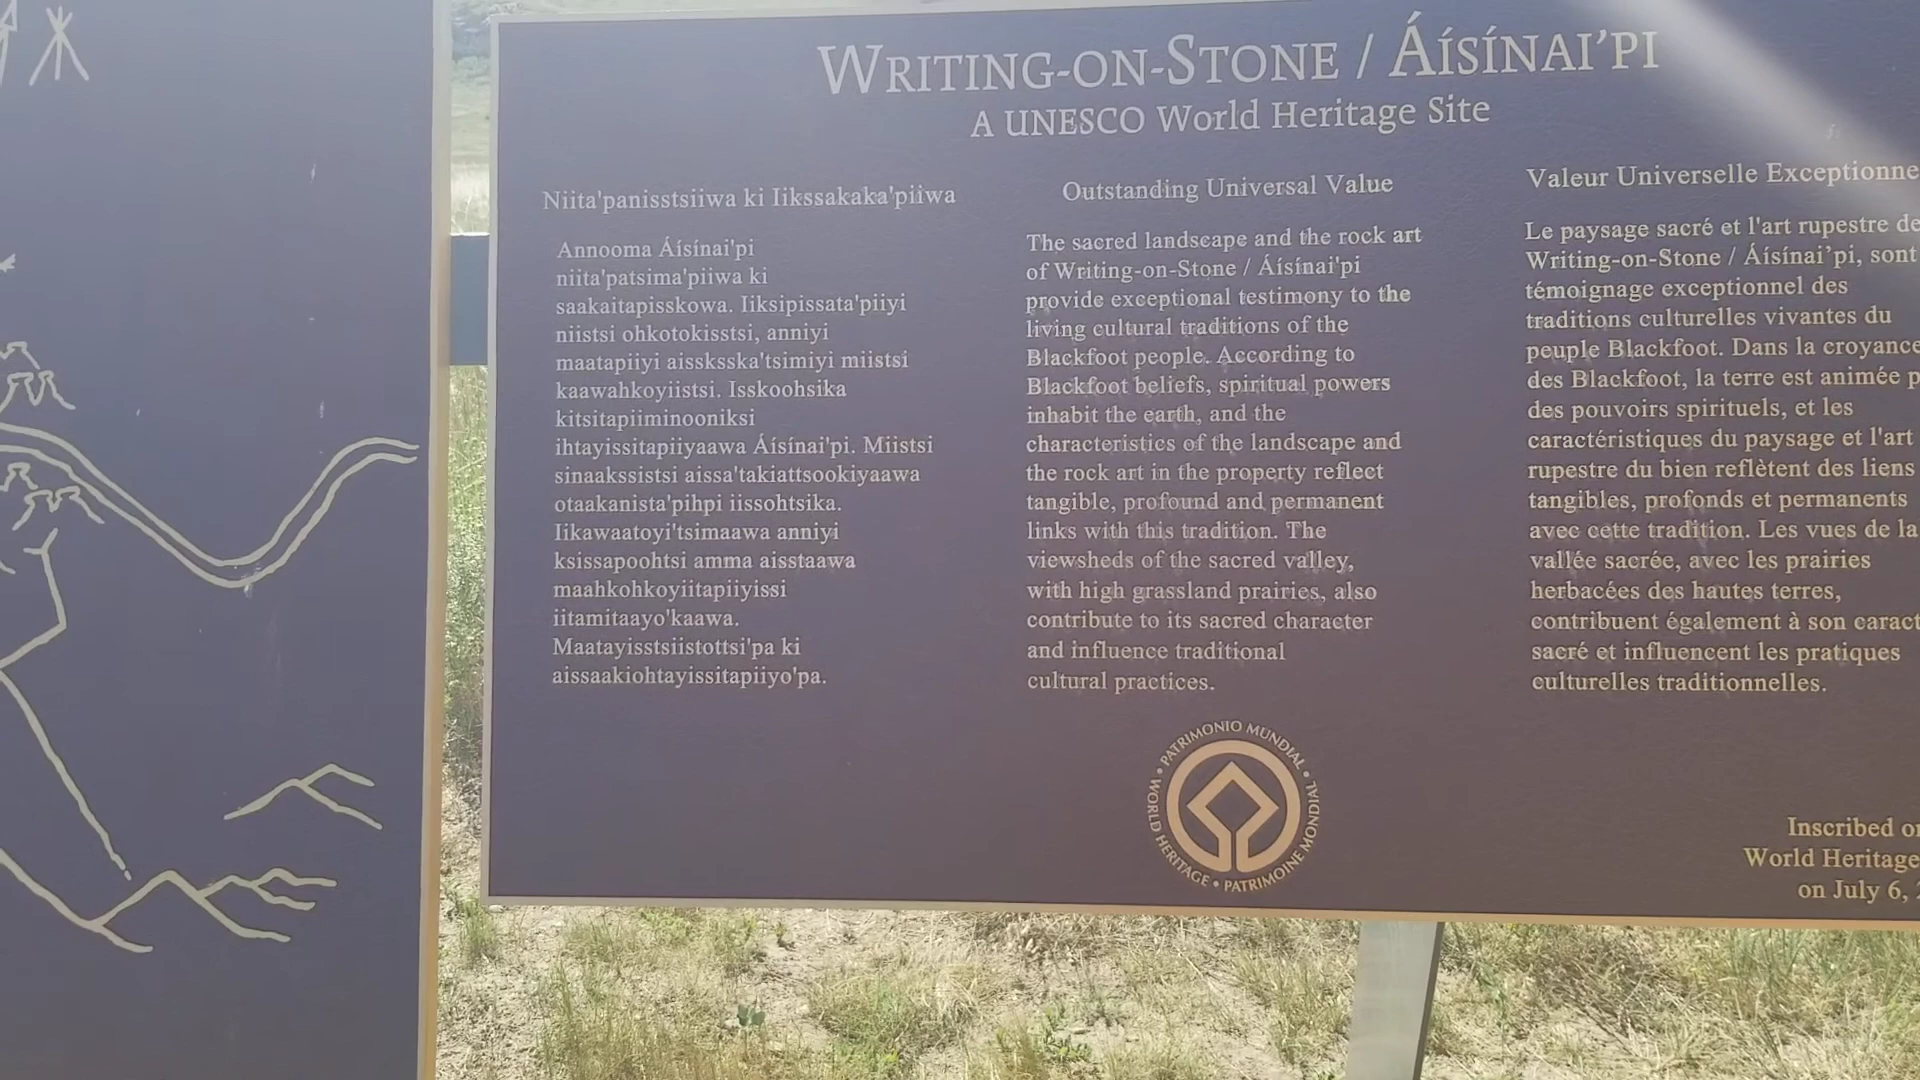 WRITING-ON-STONE / ÁÍSÍNAI'PI
A UNESCO World Heritage Site
Niita'panisstsiiwa ki Iikssakaka'piiwa
Annooma Áísínai'pi
niita'patsima'piiwa ki
saakaitapisskowa. Iiksipissata'piiyi
niistsi ohkotokisstsi, anniyi
maatapiiyi aissksska'tsimiyi miistsi
kaawahkoyiistsi. Isskoohsika
kitsitapiiminooniksi
ihtayissitapiiyaawa Áísínai'pi. Miistsi
sinaakssistsi aissa'takiattsookiyaawa
otaakanista'pihpi iissohtsika.
Iikawaatoyi'tsimaawa anniyi
ksissapoohtsi amma aisstaawa
maahkohkoyiitapiiyissi
iitamitaayo'kaawa.
Maatayisstsiistottsi'pa ki
aissaakiohtayissitapiiyo'pa.
Outstanding Universal Value
The sacred landscape and the rock art
of Writing-on-Stone / Áísínai'pi
provide exceptional testimony to the
living cultural traditions of the
Blackfoot people. According to
Blackfoot beliefs, spiritual powers
inhabit the earth, and the
characteristics of the landscape and
the rock art in the property reflect
tangible, profound and permanent
links with this tradition. The
viewsheds of the sacred valley,
with high grassland prairies, also
contribute to its sacred character
and influence traditional
cultural practices.
Valeur Universelle
Le paysage sacré et l'art rupestre de
Writing-on-Stone / Áísínai'pi, sont
témoignage exceptionnel des
traditions culturelles vivantes du
peuple Blackfoot. Dans la croyance
des Blackfoot, la terre est animée
des pouvoirs spirituels, et les
caractéristiques du paysage et l'art
rupestre du bien reflètent des liens
tangibles, profonds et permanents
avec cette tradition. Les vues de la
vallée sacrée, avec les prairies
herbacées des hautes terres,
contribuent également à son
sacré et influencent les pratiques
culturelles traditionnelles.
PATRIMONIO MUNDIAL • WORLD HERITAGE • PATRIMOINE MONDIAL •
Inscribed
World Heritage
on July 6,